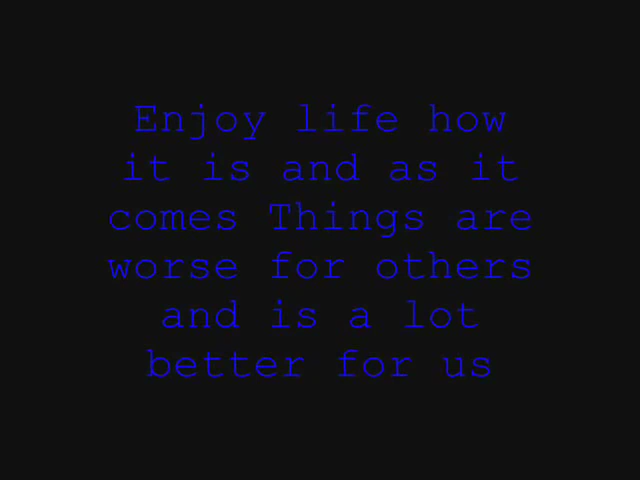 Enjoy life how
it is and as it
comes Things are
worse for others
and is a lot
better for us